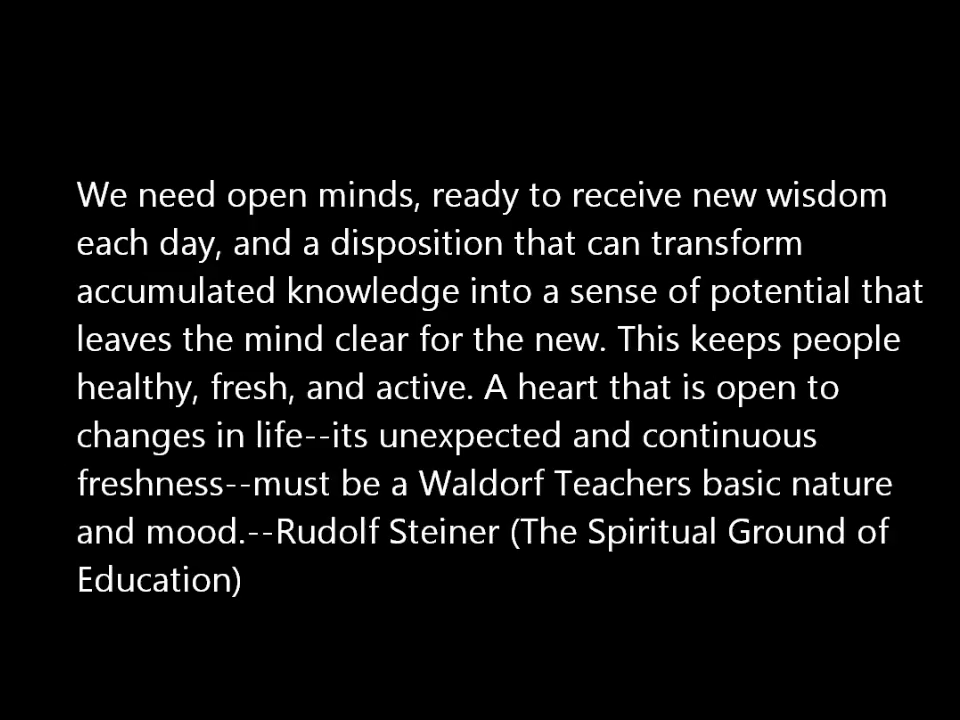 We need open minds, ready to receive new wisdom
each day, and a disposition that can transform
accumulated knowledge into a sense of potential that
leaves the mind clear for the new. This keeps people
healthy, fresh, and active. A heart that is open to
changes in life--its unexpected and continuous
freshness--must be a Waldorf Teachers basic nature
and mood.--Rudolf Steiner (The Spiritual Ground of
Education)